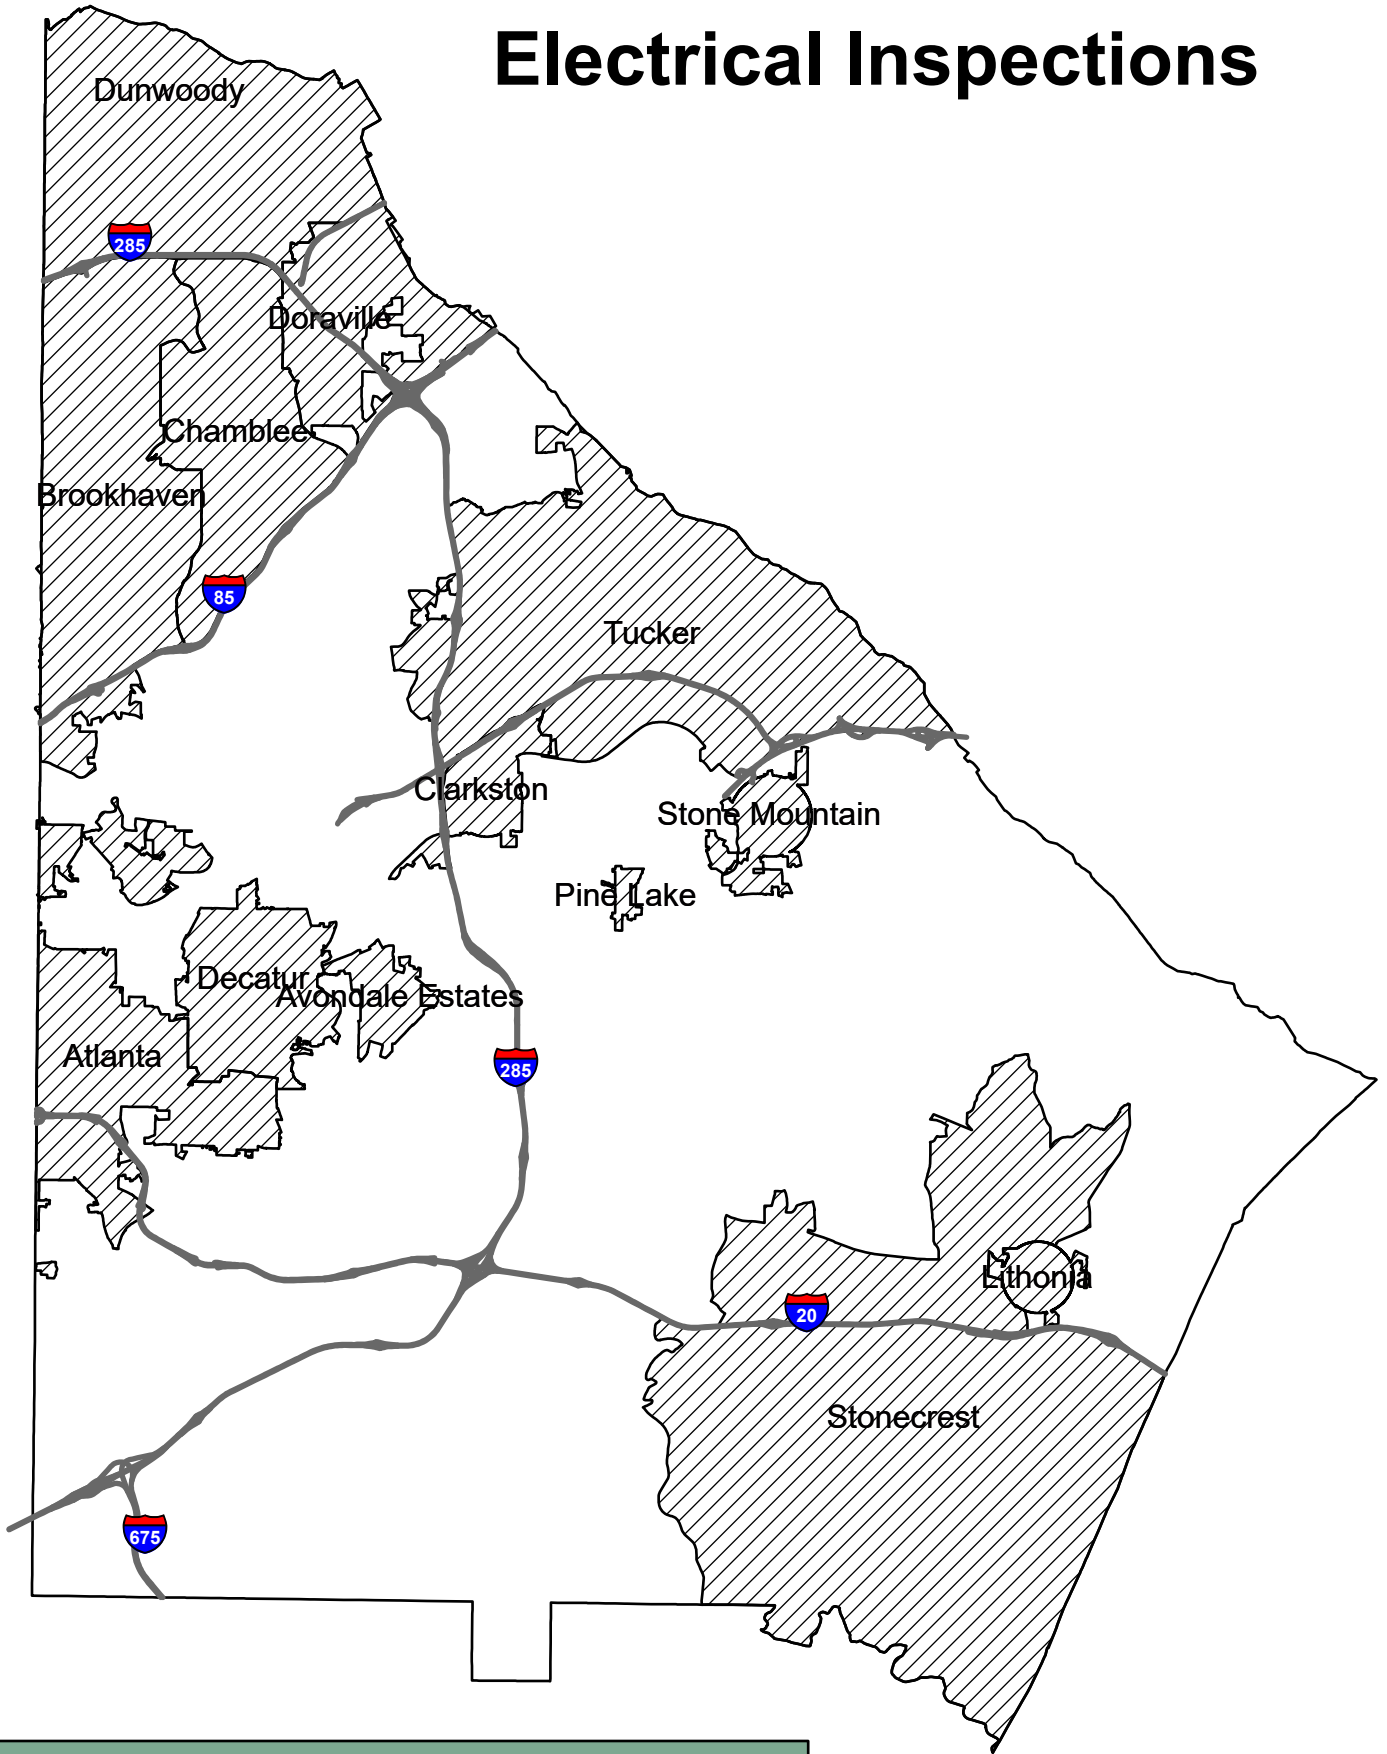 Electrical Inspections
Dunwoody
285
Doraville
Chamblee
Brookhaven
85
Tucker
Clarkston
Stone Mountain
Pine Lake
Decatur
Avondale Estates
Atlanta
285
Lithonia
20
Stonecrest
675